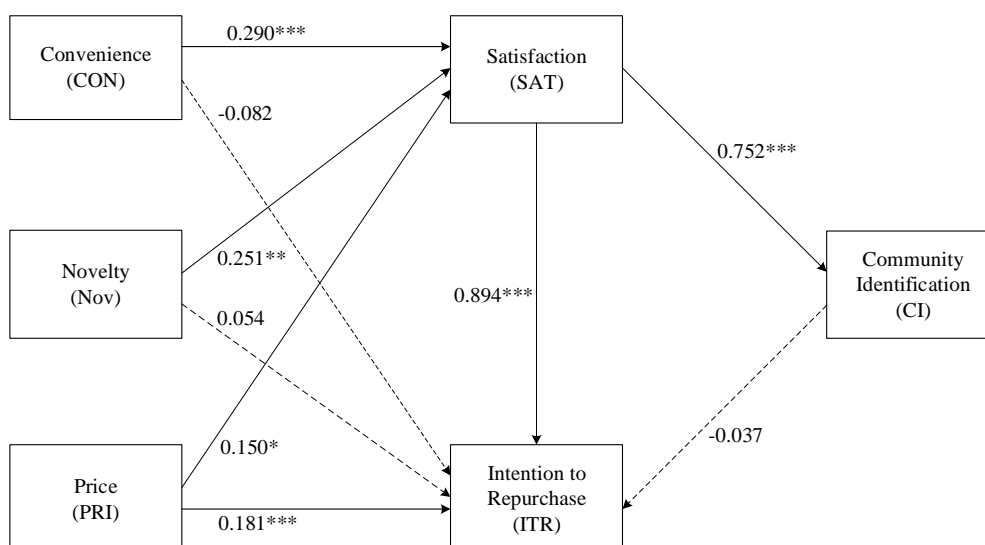 Convenience
(CON)
0.290***
Satisfaction
(SAT)
-0.082
0.752***
Novelty
(Nov)
0.251**
0.054
0.894***
Community
Identification
(CI)
Price
(PRI)
0.150*
0.181***
Intention to
Repurchase
(ITR)
-0.037